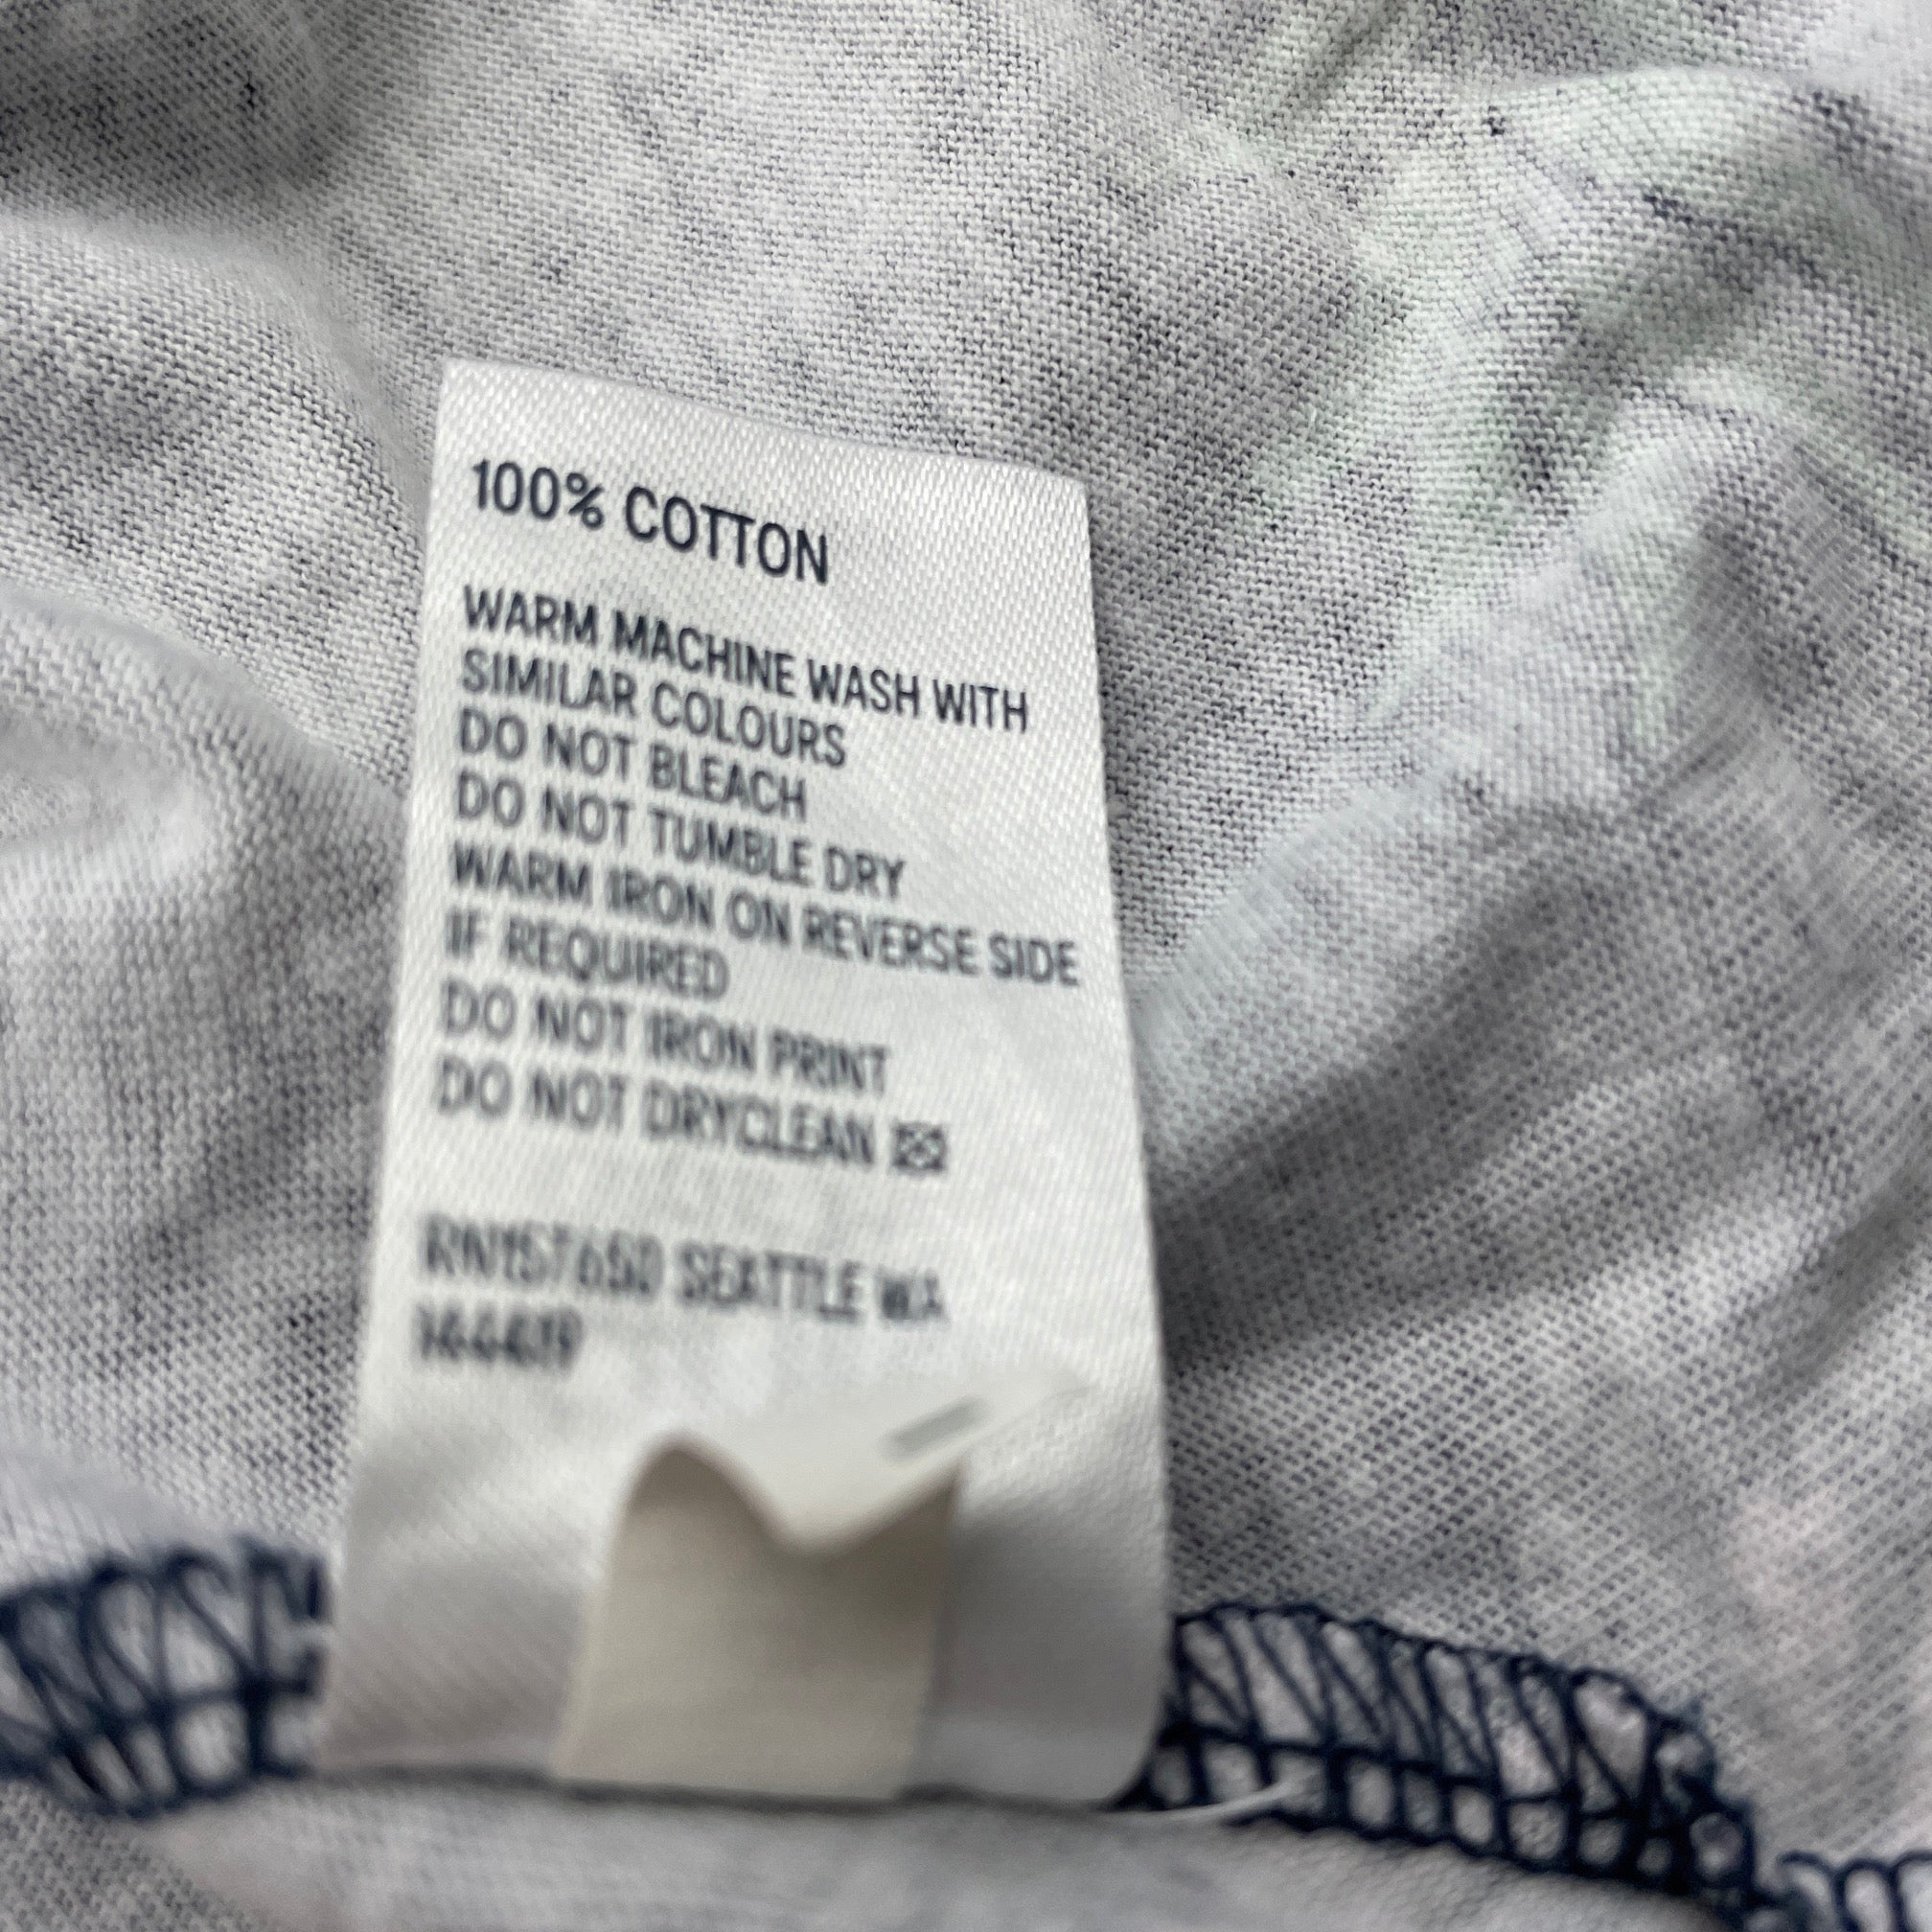 100% COTTON
WARM MACHINE WASH WITH
SIMILAR COLOURS
DO NOT BLEACH
DO NOT TUMBLE DRY
WARM IRON ON REVERSE SIDE
IF REQUIRED
DO NOT IRON PRINT
DO NOT DRYCLEAN
RN157650 SEATTLE WA